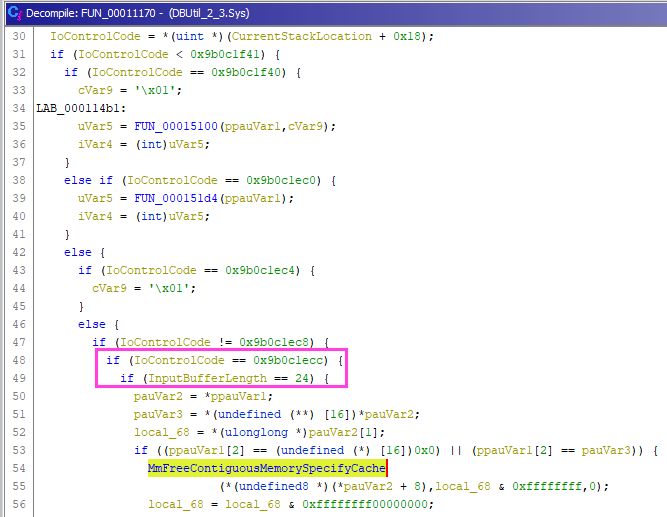 Decompile: FUN_00011170 - (DBUtil_2_3.Sys)
30 IoControlCode = *(uint *)(CurrentStackLocation + 0x18);
31 if (IoControlCode < 0x9b0c1f41) {
32 if (IoControlCode == 0x9b0c1f40) {
33 cVar9 = '\x01';
34 LAB_000114b1:
35 uVar5 = FUN_00015100(ppauVar1,cVar9);
36 iVar4 = (int)uVar5;
37 }
38 else if (IoControlCode == 0x9b0c1ec0) {
39 uVar5 = FUN_000151d4(ppauVar1);
40 iVar4 = (int)uVar5;
41 }
42 else {
43 if (IoControlCode == 0x9b0c1ec4) {
44 cVar9 = '\x01';
45 }
46 else {
47 if (IoControlCode != 0x9b0c1ec8) {
48 if (IoControlCode == 0x9b0c1ecc) {
49 if (InputBufferLength == 24) {
50 pauVar2 = *ppauVar1;
51 pauVar3 = *(undefined (**) [16])*pauVar2;
52 local_68 = *(ulonglong *)pauVar2[1];
53 if ((ppauVar1[2] == (undefined (*) [16])0x0) || (ppauVar1[2] == pauVar3)) {
54 MmFreeContiguousMemorySpecifyCache
55 (*(undefined8 *)(*pauVar2 + 8),local_68 & 0xffffffff,0);
56 local_68 = local_68 & 0xffffffff00000000;